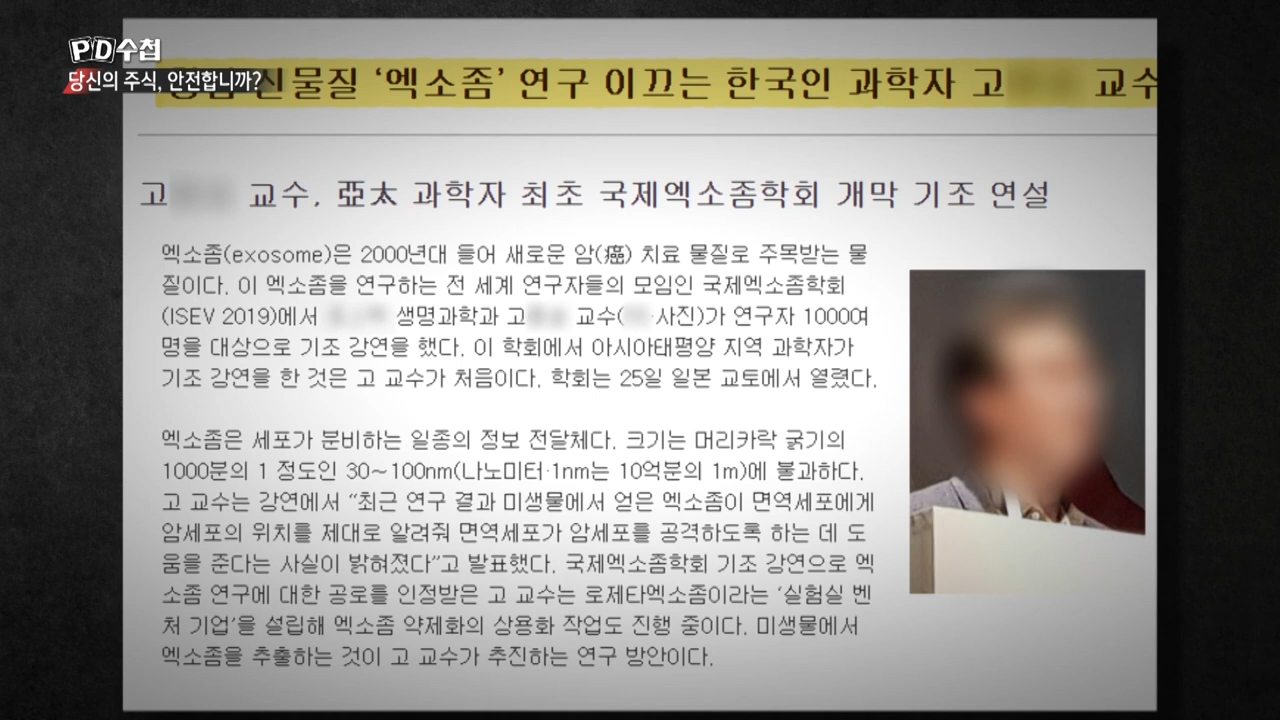 PD수첩
당신의 주식, 안전합니까?
신물질 ‘엑소좀’ 연구 이끄는 한국인 과학자 고 교수
고 교수, 亞太 과학자 최초 국제엑소좀학회 개막 기조 연설
엑소좀(exosome)은 2000년대 들어 새로운 암(癌) 치료 물질로 주목받는 물
질이다. 이 엑소좀을 연구하는 전 세계 연구자들의 모임인 국제엑소좀학회
(ISEV 2019)에서 생명과학과 고 교수( ·사진)가 연구자 1000여
명을 대상으로 기조 강연을 했다. 이 학회에서 아시아태평양 지역 과학자가
기조 강연을 한 것은 고 교수가 처음이다. 학회는 25일 일본 교토에서 열렸다.
엑소좀은 세포가 분비하는 일종의 정보 전달체다. 크기는 머리카락 굵기의
1000분의 1 정도인 30~100nm(나노미터·1nm는 10억분의 1m)에 불과하다.
고 교수는 강연에서 “최근 연구 결과 미생물에서 얻은 엑소좀이 면역세포에게
암세포의 위치를 제대로 알려줘 면역세포가 암세포를 공격하도록 하는 데 도
움을 준다는 사실이 밝혀졌다”고 발표했다. 국제엑소좀학회 기조 강연으로 엑
소좀 연구에 대한 공로를 인정받은 고 교수는 로제타엑소좀이라는 ‘실험실 벤
처 기업’을 설립해 엑소좀 약제화의 상용화 작업도 진행 중이다. 미생물에서
엑소좀을 추출하는 것이 고 교수가 추진하는 연구 방안이다.